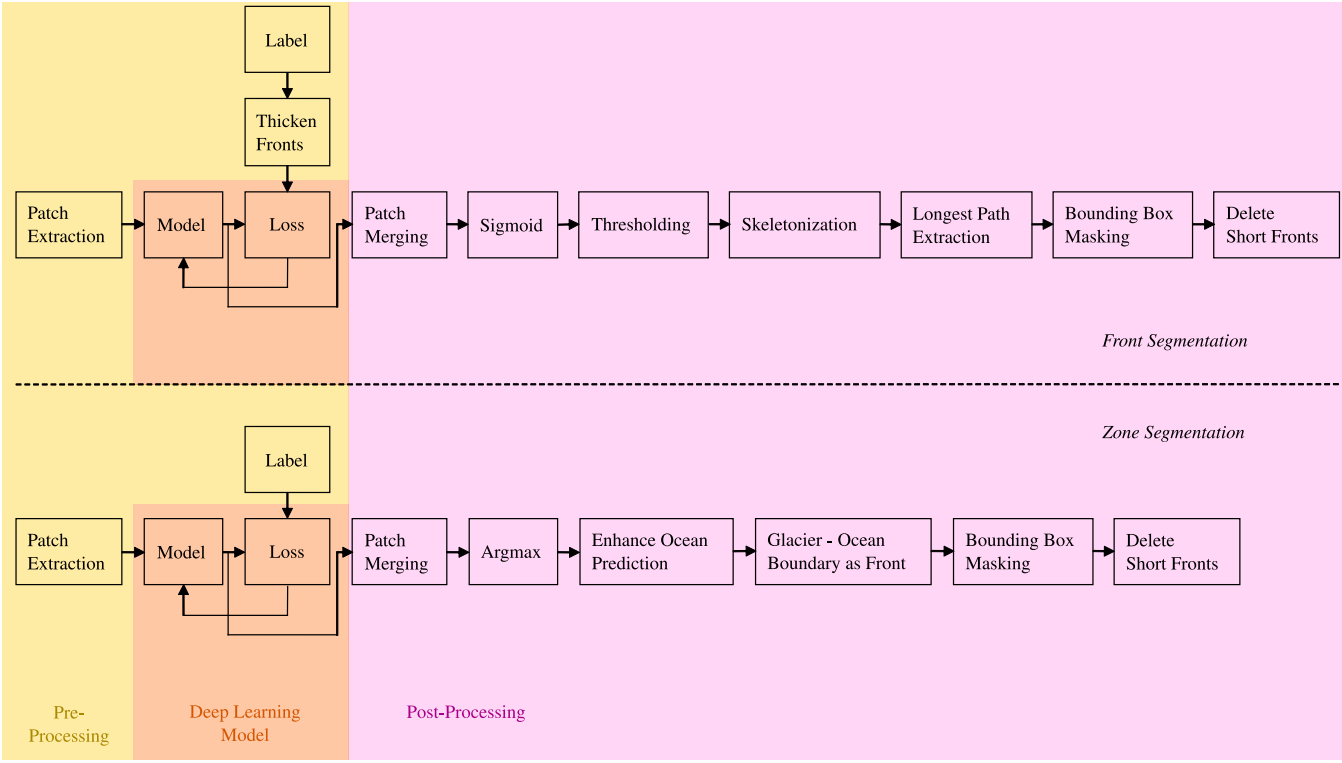 Label
Thicken
Fronts
Patch
Extraction
Model
Loss
Patch
Merging
Sigmoid
Thresholding
Skeletonization
Longest Path
Extraction
Bounding Box
Masking
Delete
Short Fronts
Front Segmentation
Zone Segmentation
Label
Patch
Extraction
Model
Loss
Patch
Merging
Argmax
Enhance Ocean
Prediction
Glacier - Ocean
Boundary as Front
Bounding Box
Masking
Delete
Short Fronts
Pre-
Processing
Deep Learning
Model
Post-Processing